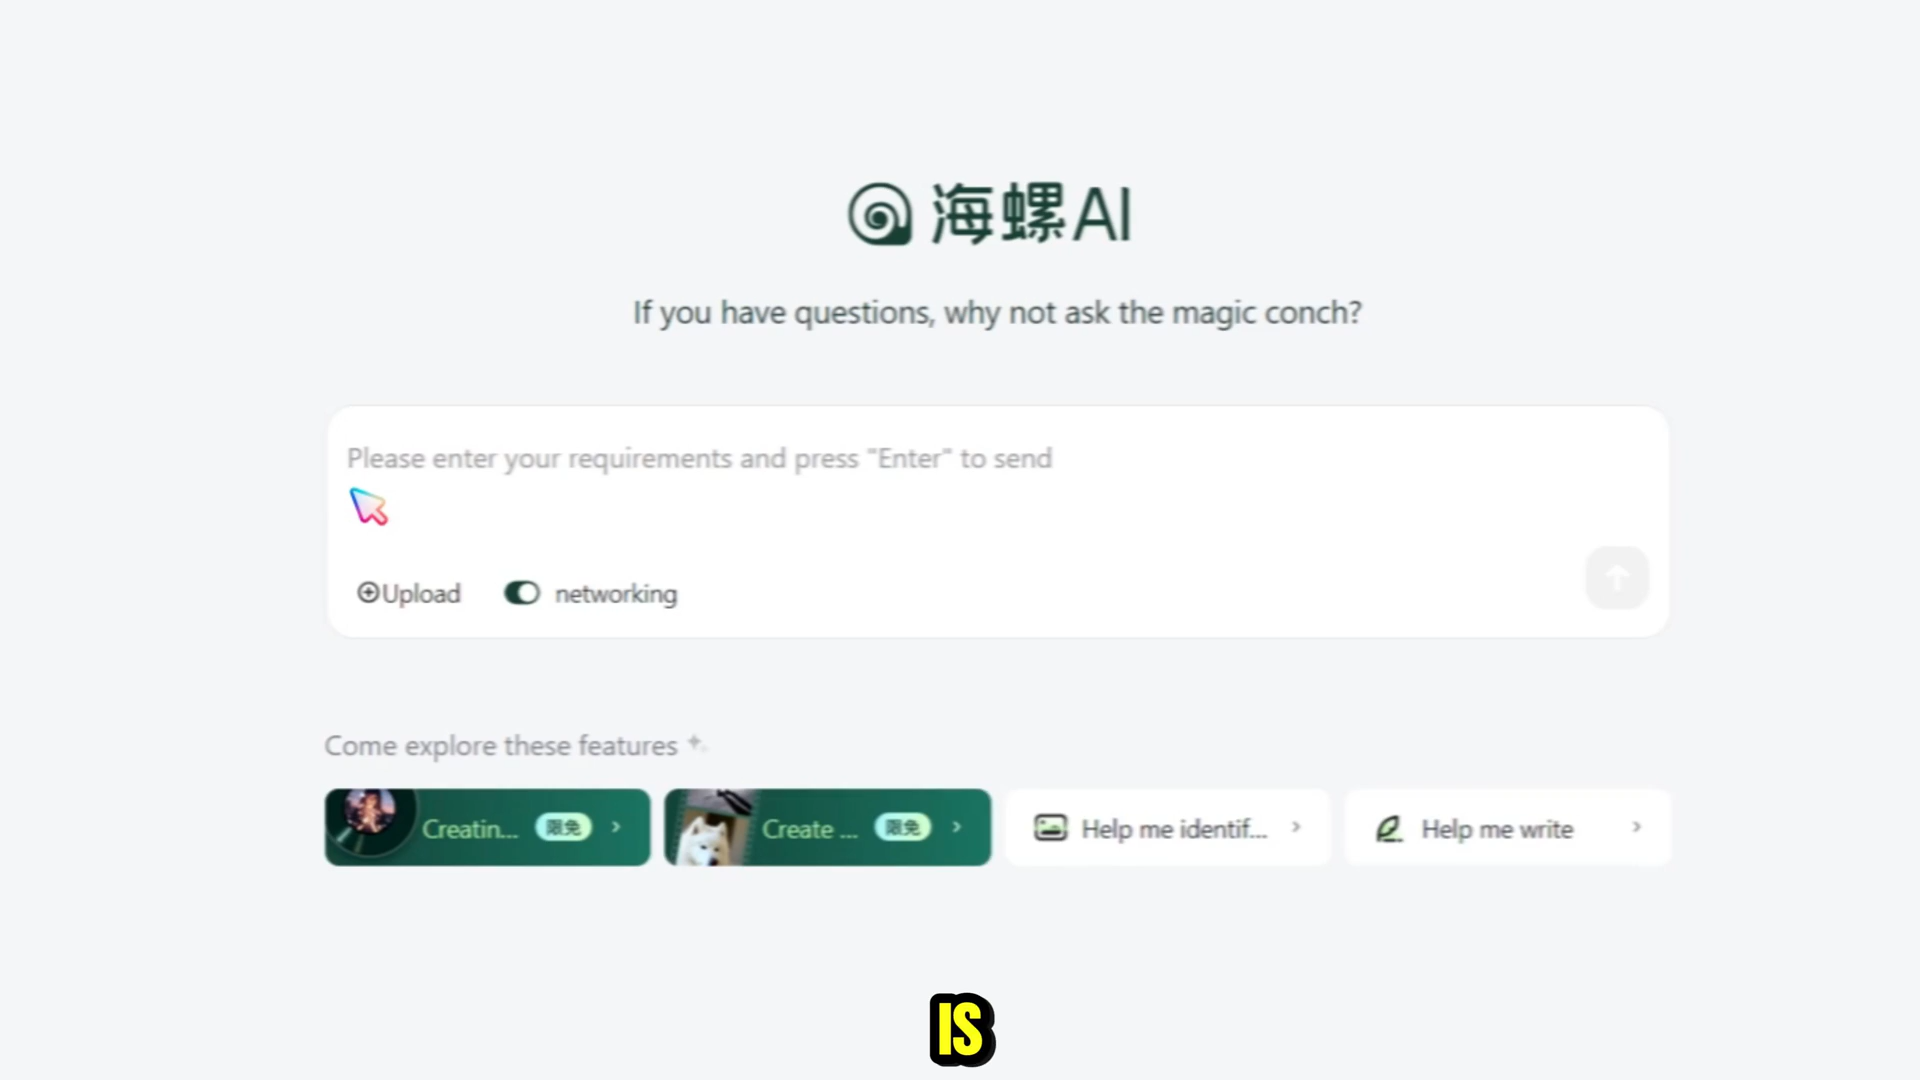 海螺AI
If you have questions, why not ask the magic conch?
Please enter your requirements and press "Enter" to send
Upload networking
Come explore these features
Creatin... 限免 Create ... 限免 Help me identif... Help me write
IS